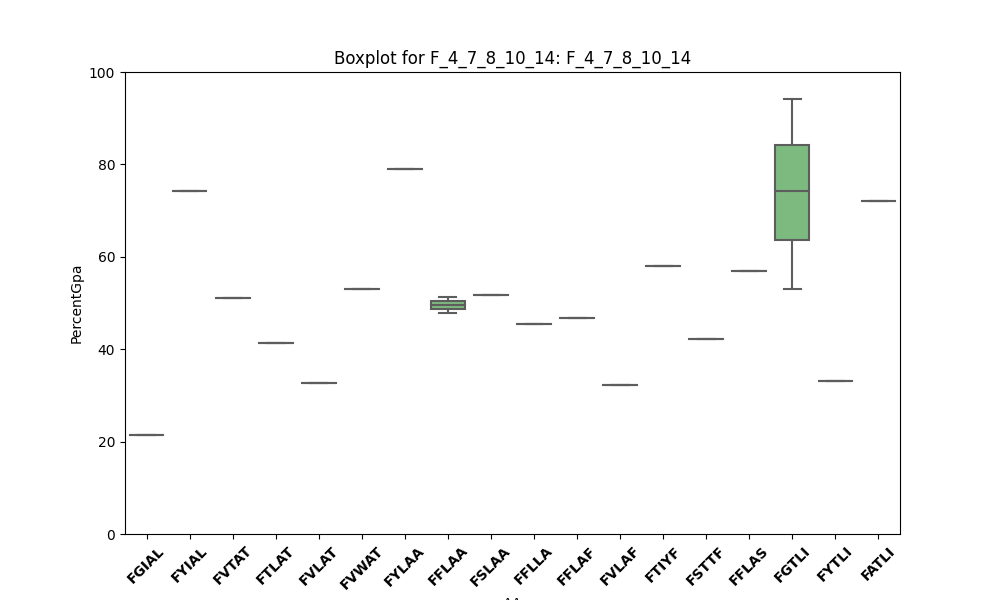 Boxplot for F_4_7_8_10_14: F_4_7_8_10_14
PercentGpa
100
80
60
40
20
0
FGIAL FYIAL FVTAT FTLAT FVLAT FVWAT FYLAA FFLAA FSLAA FFLLA FFLAF FVLAF FTIYF FSTTF FFLAS FGTLI FYTLI FATLI